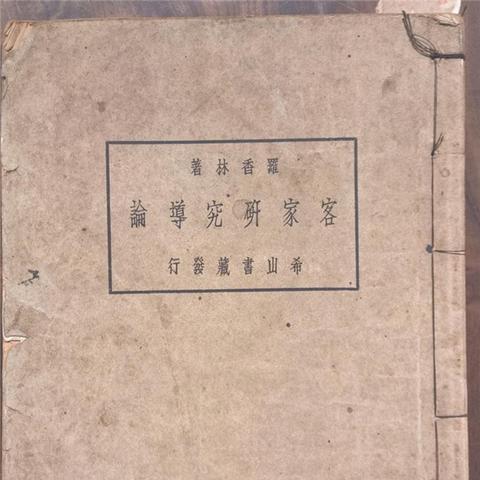 羅香林著
客家研究導論
希山書藏發行